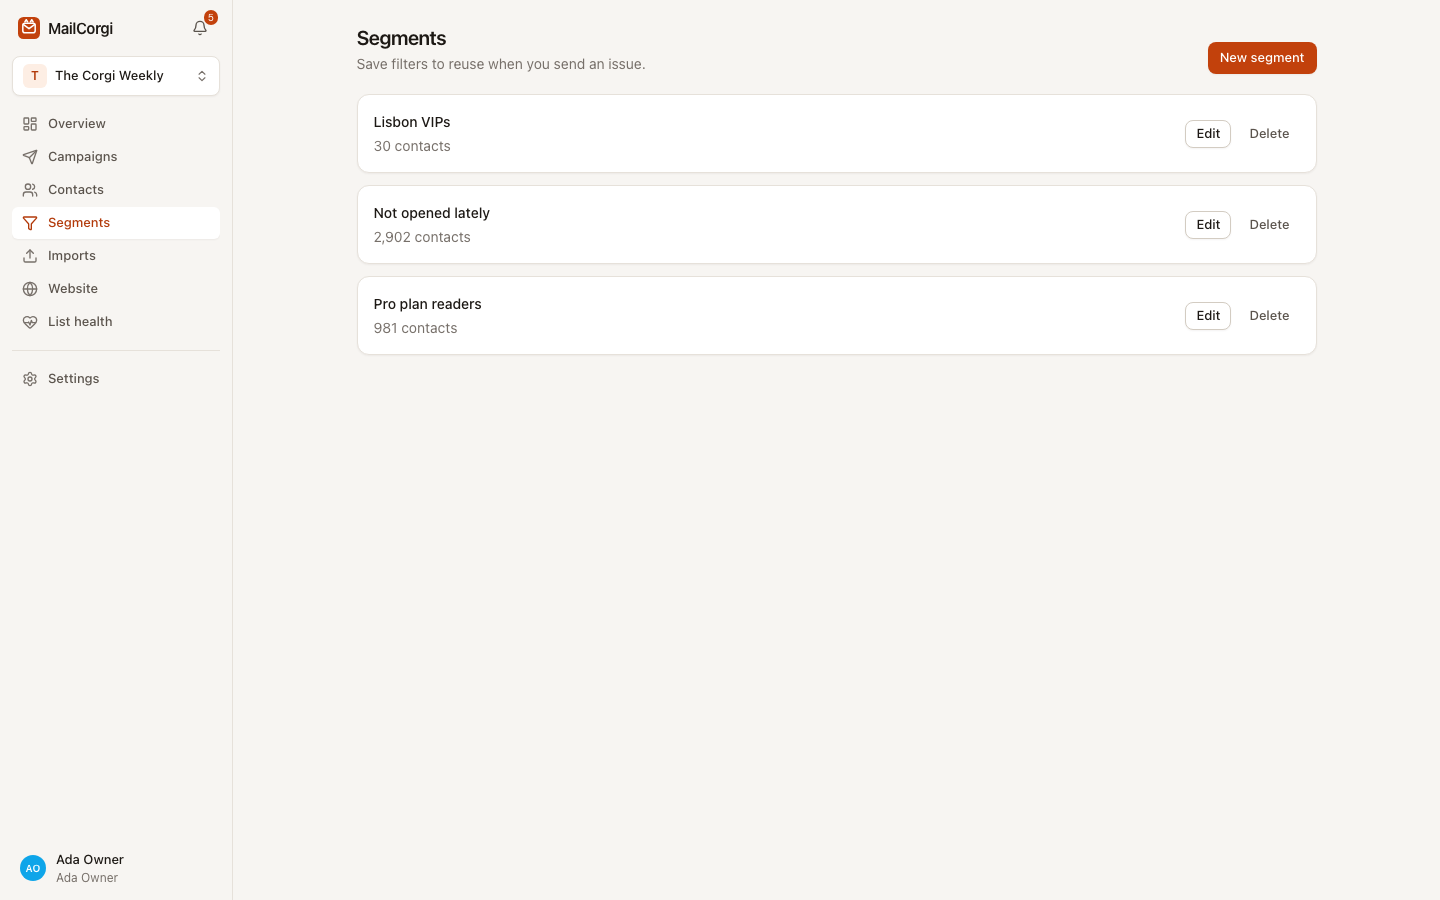 MailCorgi
5
T
The Corgi Weekly
Overview
Campaigns
Contacts
Segments
Imports
Website
List health
Settings
AO
Ada Owner
Ada Owner
Segments
Save filters to reuse when you send an issue.
New segment
Lisbon VIPs
30 contacts
Edit
Delete
Not opened lately
2,902 contacts
Edit
Delete
Pro plan readers
981 contacts
Edit
Delete